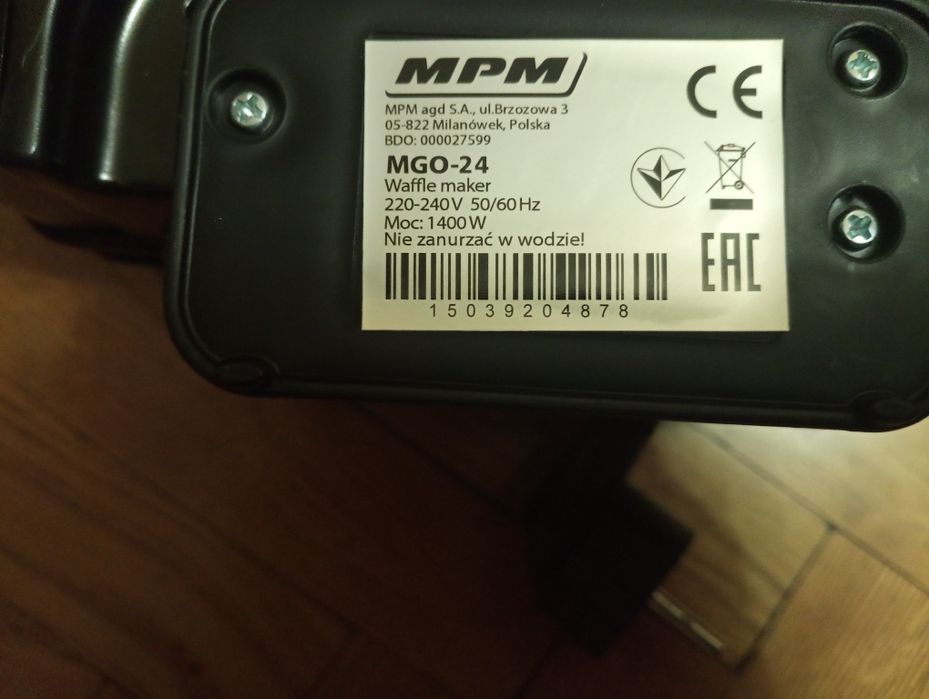 MPM
MPM agd S.A., ul.Brzozowa 3
05-822 Milanówek, Polska
BDO: 000027599
MGO-24
Waffle maker
220-240V 50/60Hz
Moc: 1400W
Nie zanurzać w wodzie!
15039204878
CE
EAC